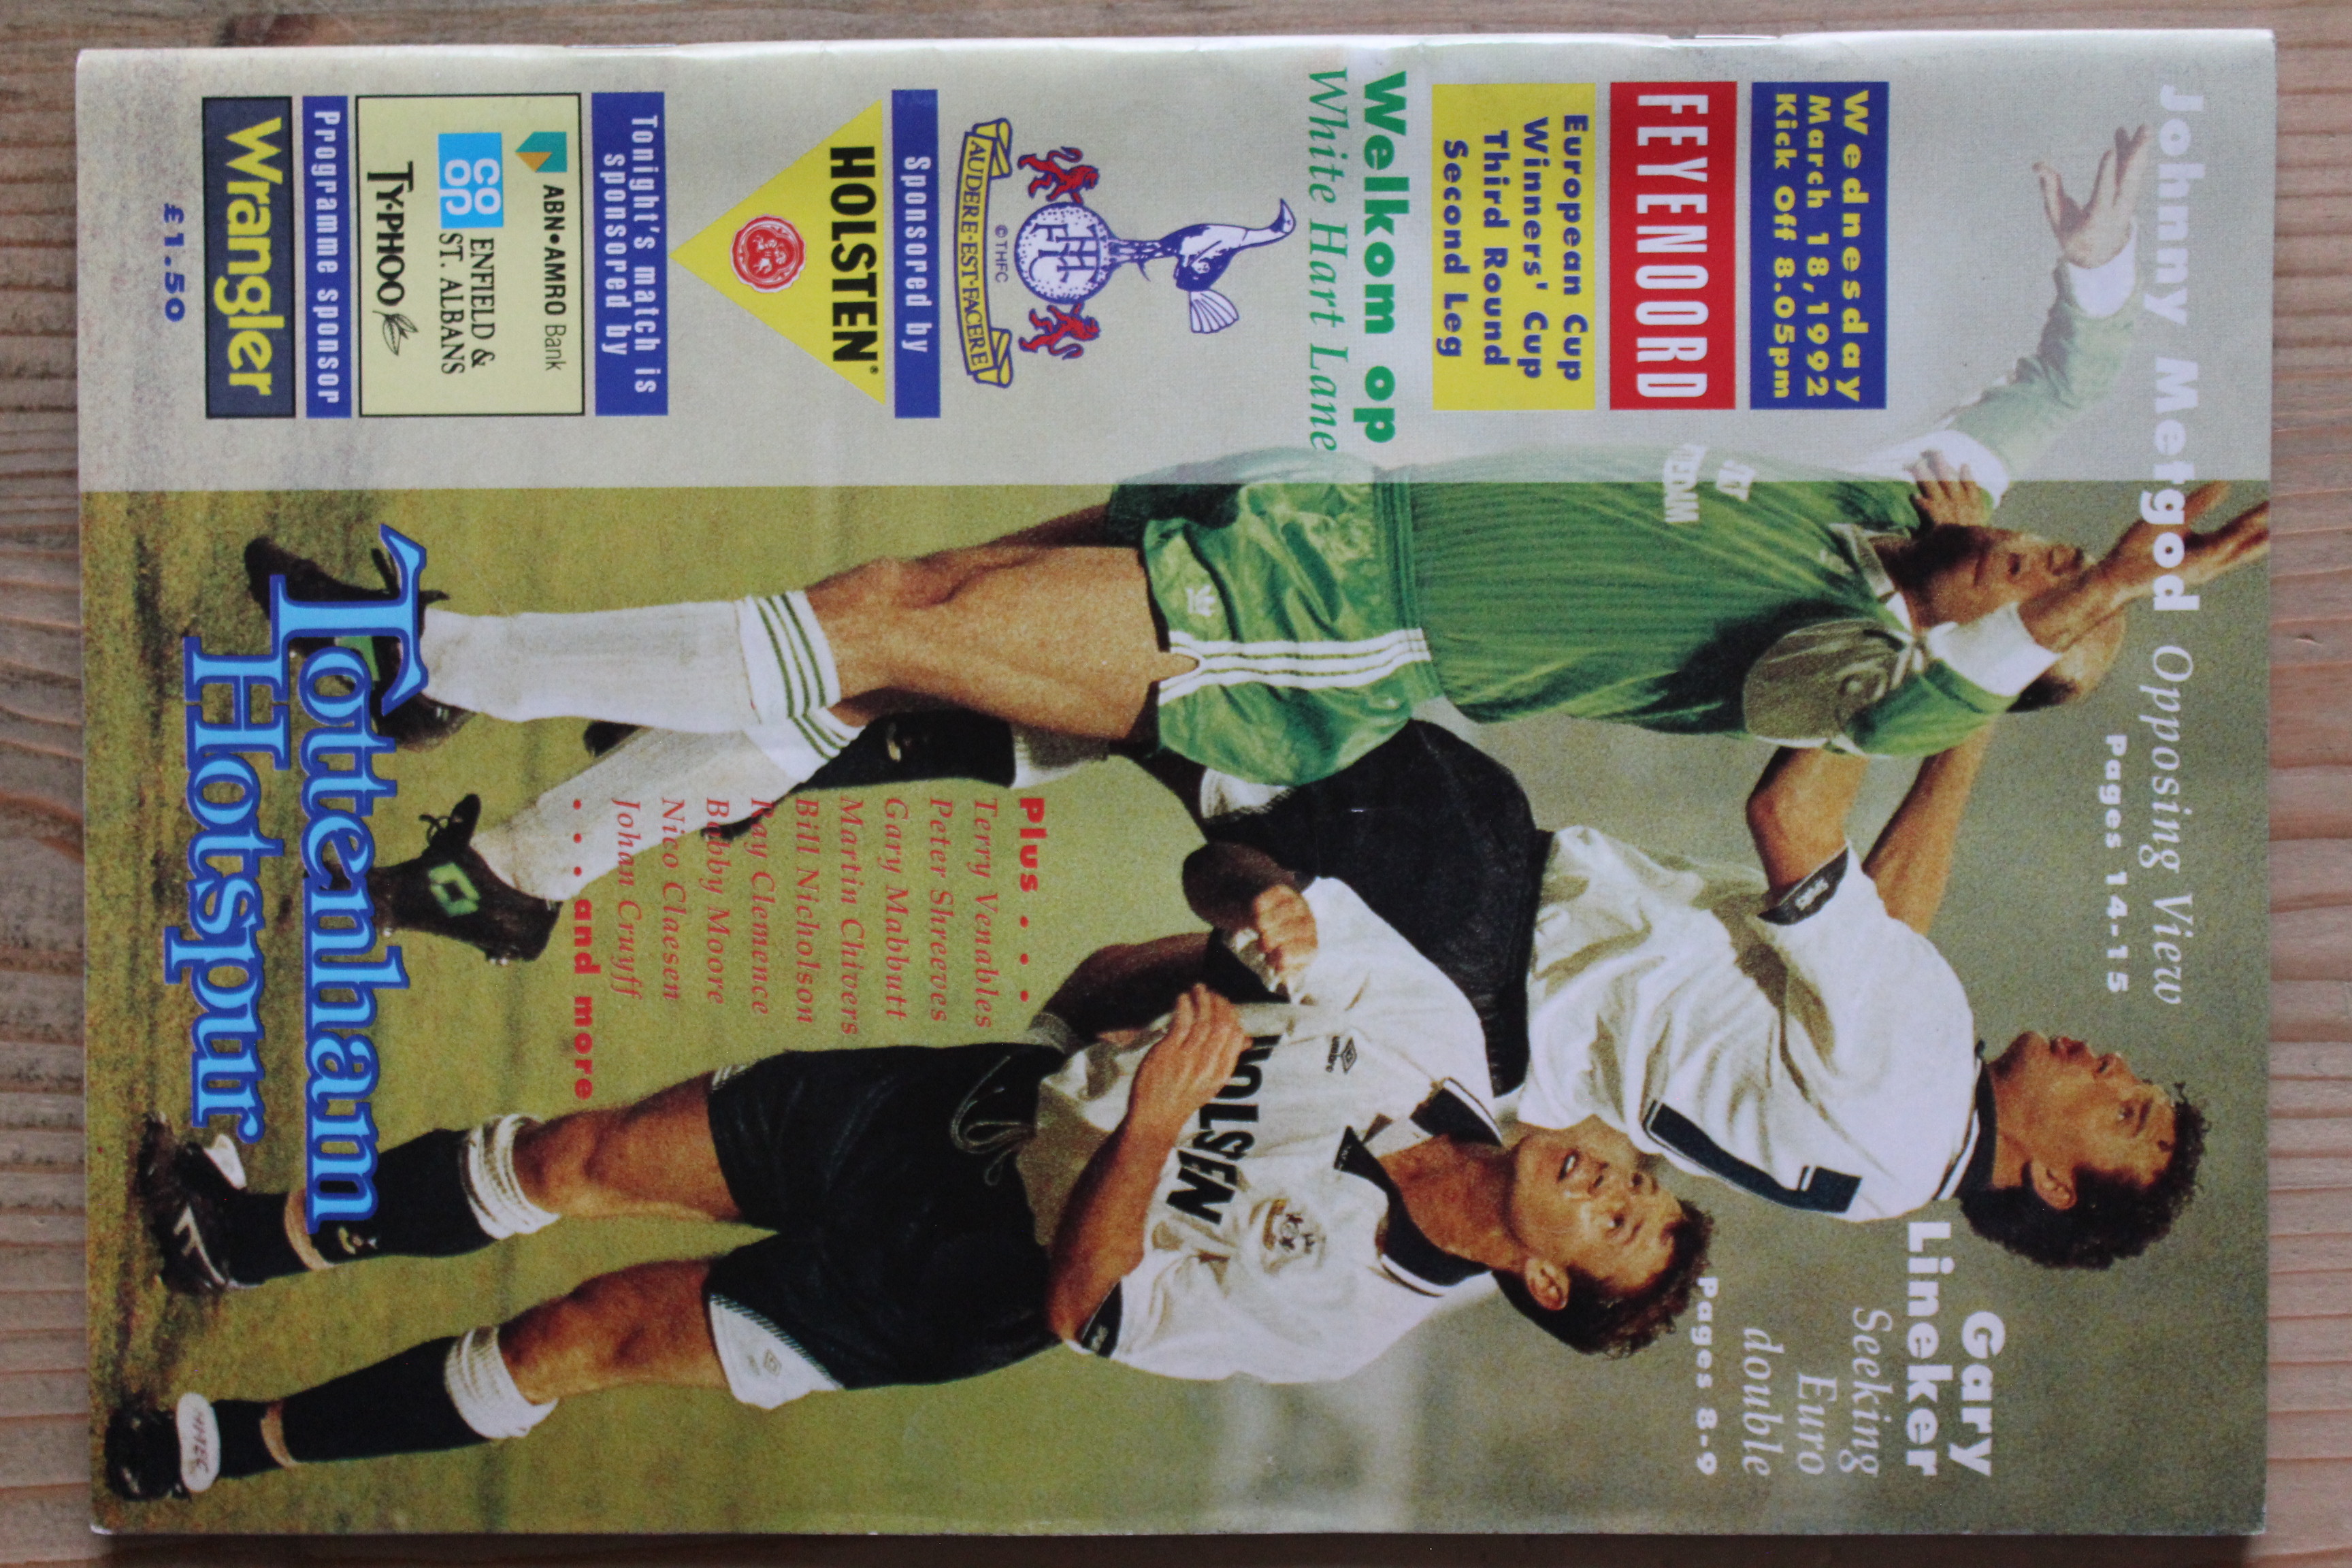 Johnny Metgod Opposing View
Pages 14-15
Wednesday
March 18,1992
Kick Off 8.05pm
FEYENOORD
European Cup
Winners' Cup
Third Round
Second Leg
Welkom op
White Hart Lane
© THFC
AUDERE·EST·FACERE
Sponsored by
HOLSTEN®
Tonight's match is
sponsored by
ABN•AMRO Bank
CO
OP
ENFIELD &
ST. ALBANS
TY•PHOO
Programme sponsor
Wrangler
£1.50
Gary
Lineker
Seeking
Euro
double
Pages 8-9
HOLSTEN
umbro
Plus . . .
Terry Venables
Peter Shreeves
Gary Mabbutt
Martin Chivers
Bill Nicholson
Ray Clemence
Bobby Moore
Nico Claesen
Johan Cruyff
. . . and more
Tottenham
Hotspur